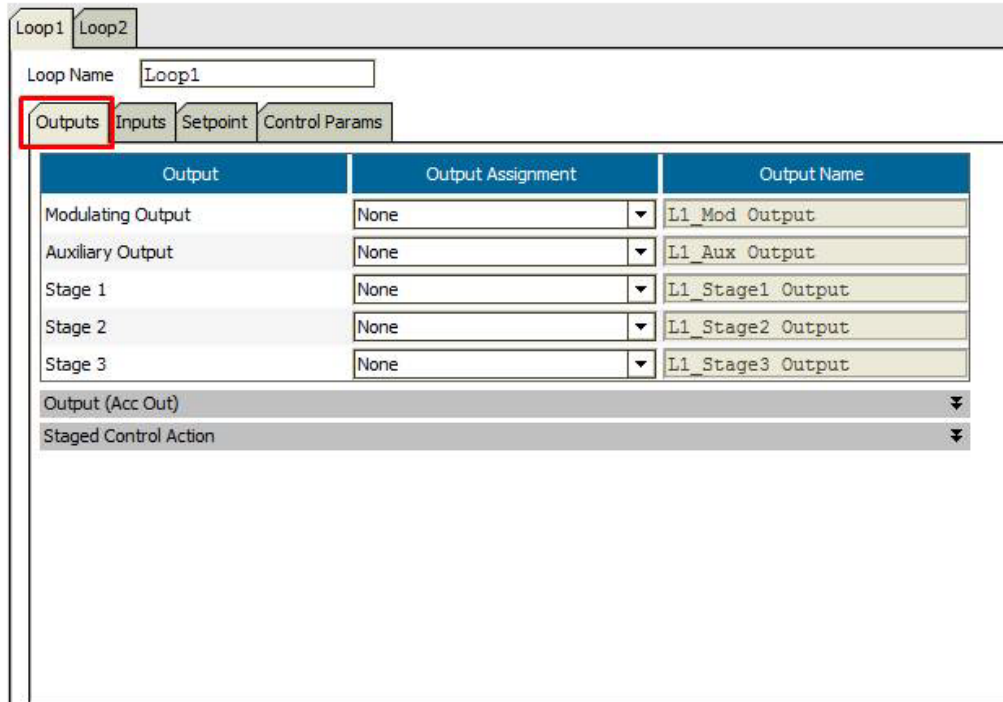 Loop1 Loop2
Loop Name Loop1
Outputs Inputs Setpoint Control Params
Output Output Assignment Output Name
Modulating Output None L1_Mod Output
Auxiliary Output None L1_Aux Output
Stage 1 None L1_Stage1 Output
Stage 2 None L1_Stage2 Output
Stage 3 None L1_Stage3 Output
Output (Acc Out)
Staged Control Action